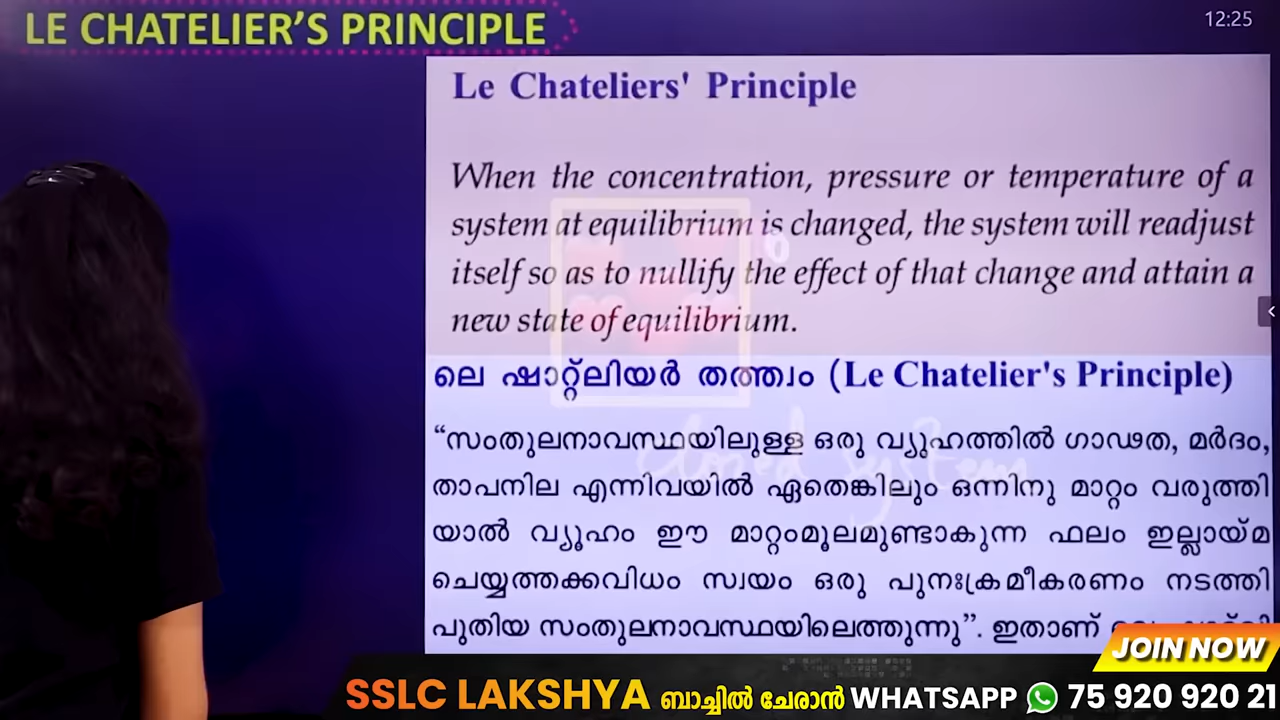 LE CHATELIER’S PRINCIPLE
12:25
Le Chateliers' Principle
When the concentration, pressure or temperature of a
system at equilibrium is changed, the system will readjust
itself so as to nullify the effect of that change and attain a
new state of equilibrium.
ലെ ഷാറ്റ്ലിയർ തത്ത്വം (Le Chatelier's Principle)
“സംതുലനാവസ്ഥയിലുള്ള ഒരു വ്യൂഹത്തിൽ ഗാഢത, മർദം,
താപനില എന്നിവയിൽ ഏതെങ്കിലും ഒന്നിനു മാറ്റം വരുത്തി
യാൽ വ്യൂഹം ഈ മാറ്റംമൂലമുണ്ടാകുന്ന ഫലം ഇല്ലായ്മ
ചെയ്യത്തക്കവിധം സ്വയം ഒരു പുനഃക്രമീകരണം നടത്തി
പുതിയ സംതുലനാവസ്ഥയിലെത്തുന്നു”. ഇതാണ്
JOIN NOW
SSLC LAKSHYA ബാച്ചിൽ ചേരാൻ WHATSAPP 75 920 920 21